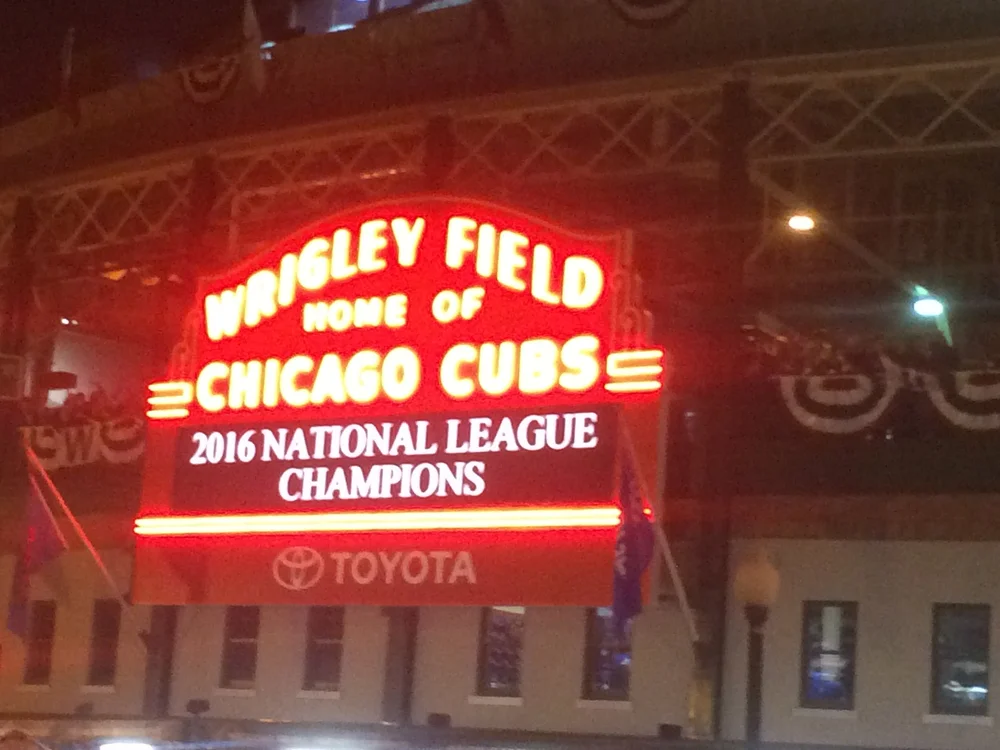 WRIGLEY FIELD
HOME OF
CHICAGO CUBS
2016 NATIONAL LEAGUE
CHAMPIONS
TOYOTA